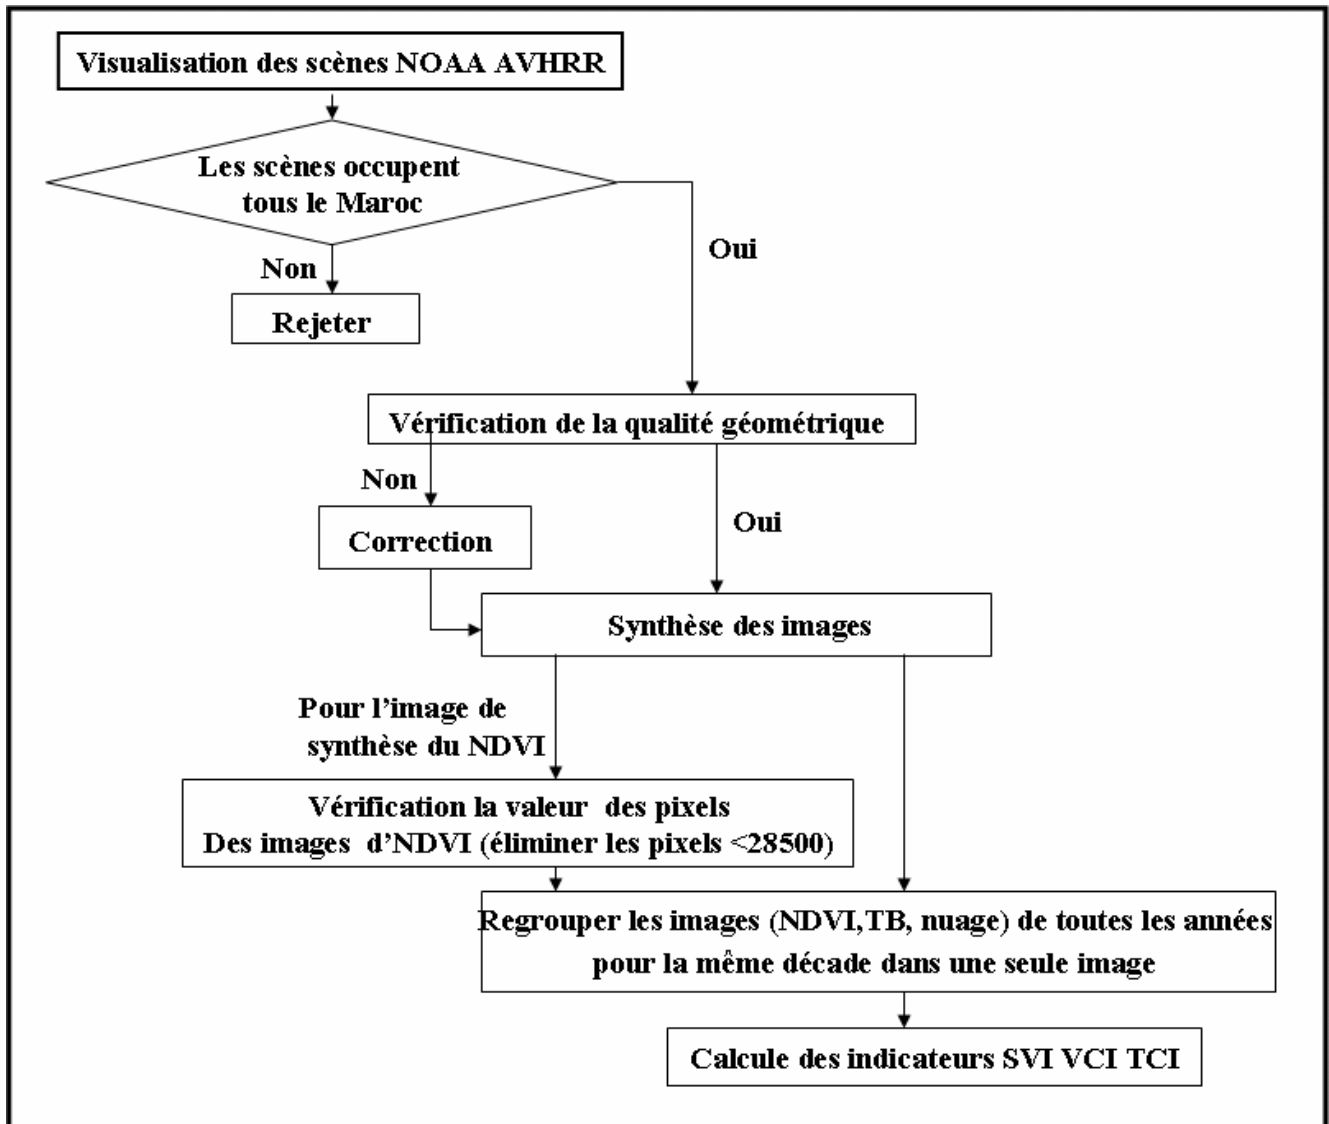 Visualisation des scènes NOAA AVHRR
Les scènes occupent
tous le Maroc
Oui
Non
Rejeter
Vérification de la qualité géométrique
Non
Oui
Correction
Synthèse des images
Pour l'image de
synthèse du NDVI
Vérification la valeur des pixels
Des images d'NDVI (éliminer les pixels <28500)
Regrouper les images (NDVI,TB, nuage) de toutes les années
pour la même décade dans une seule image
Calcule des indicateurs SVI VCI TCI